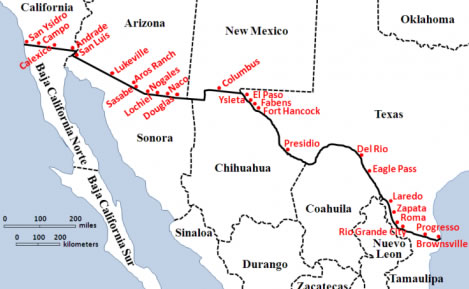 California
Arizona
New Mexico
Oklahoma
San Ysidro
Campo
Calexico
Andrade
San Luis
Lukeville
Sasabe
Aros Ranch
Lochiel
Nogales
Naco
Douglas
Columbus
Ysleta
El Paso
Fabens
Fort Hancock
Texas
Presidio
Del Rio
Eagle Pass
Laredo
Zapata
Roma
Rio Grande City
Progresso
Brownsville
Baja California Norte
Baja California Sur
Sonora
Chihuahua
Coahuila
Nuevo
Leon
Tamaulipa
Sinaloa
Durango
Zacatecas
0 100 200
miles
0 100 200
kilometers